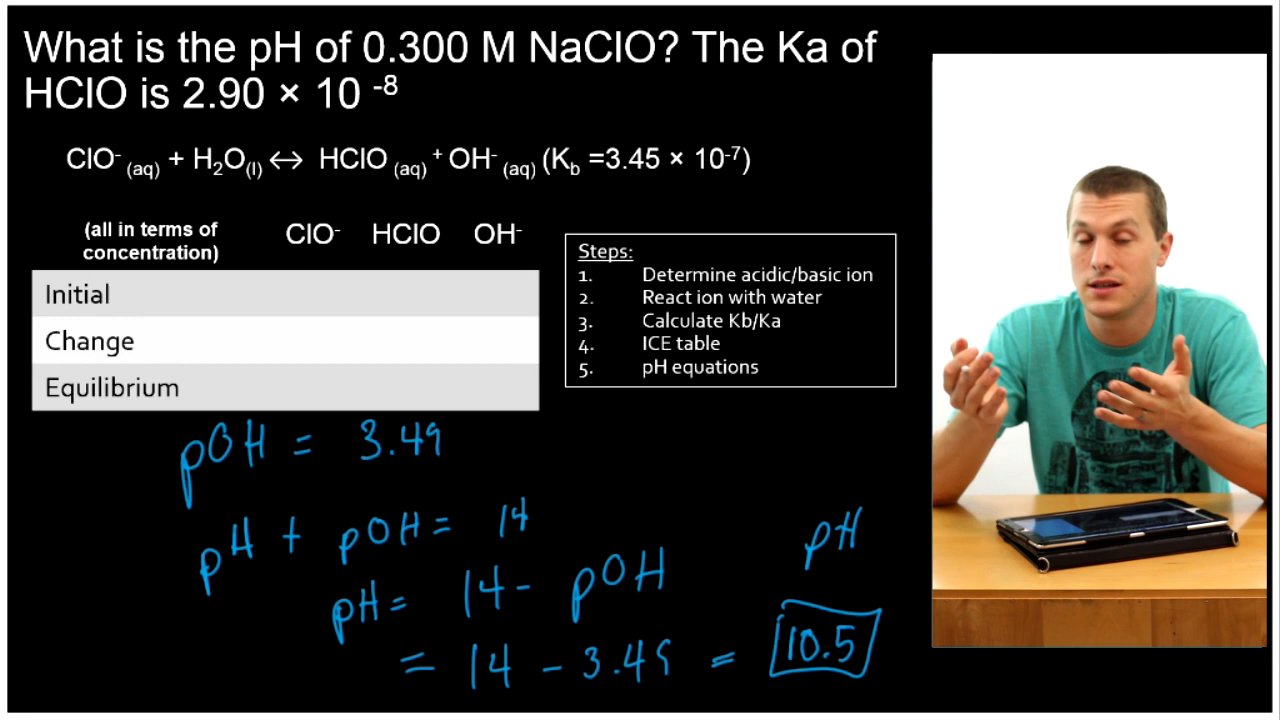 What is the pH of 0.300 M NaClO? The Ka of
HClO is 2.90 × 10 -8
ClO- (aq) + H2O(l) ↔ HClO (aq) + OH- (aq) (Kb =3.45 × 10-7)
(all in terms of
concentration)
ClO- HClO OH-
Initial
Change
Equilibrium
Steps:
1. Determine acidic/basic ion
2. React ion with water
3. Calculate Kb/Ka
4. ICE table
5. pH equations
pOH = 3.49
pH + pOH = 14
pH = 14 - pOH
= 14 - 3.49 = 10.5
pH